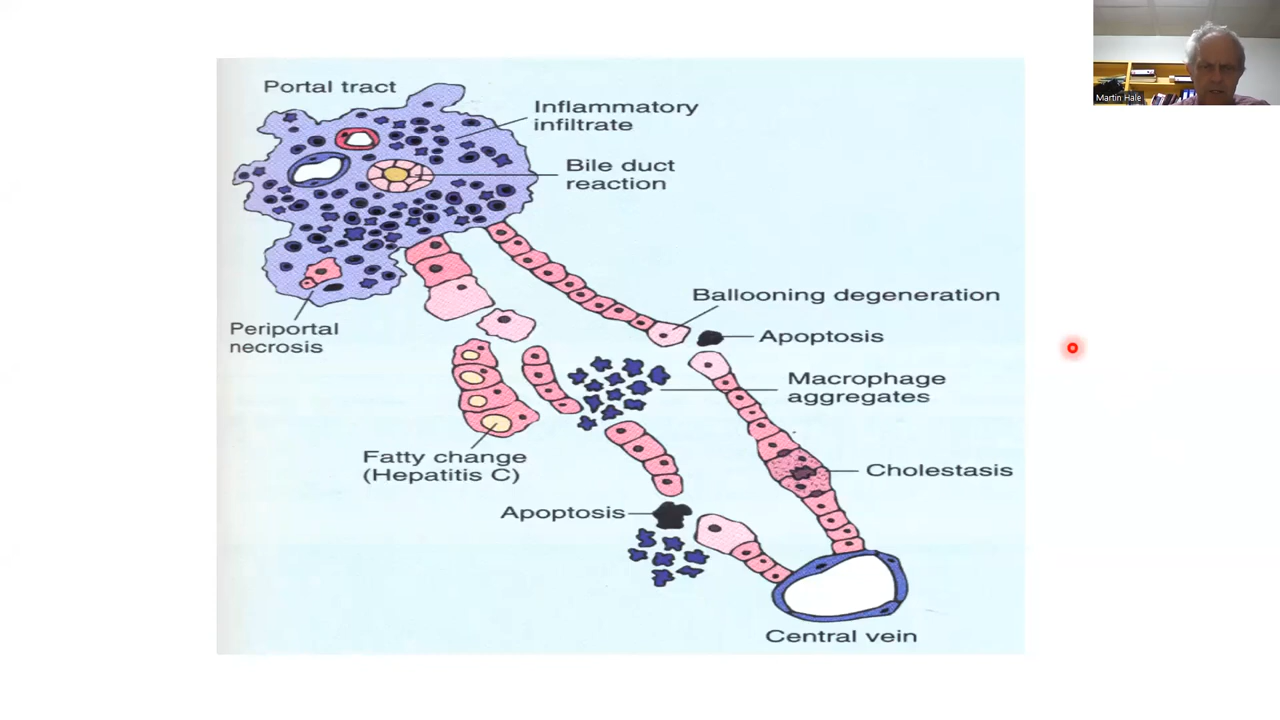 Portal tract
Inflammatory
infiltrate
Bile duct
reaction
Periportal
necrosis
Ballooning degeneration
Apoptosis
Macrophage
aggregates
Fatty change
(Hepatitis C)
Cholestasis
Apoptosis
Central vein
Martin Hale